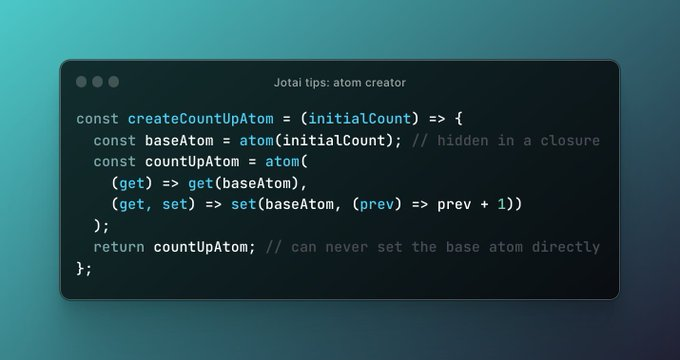 Jotai tips: atom creator
const createCountUpAtom = (initialCount) => {
  const baseAtom = atom(initialCount); // hidden in a closure
  const countUpAtom = atom(
    (get) => get(baseAtom),
    (get, set) => set(baseAtom, (prev) => prev + 1))
  );
  return countUpAtom; // can never set the base atom directly
};